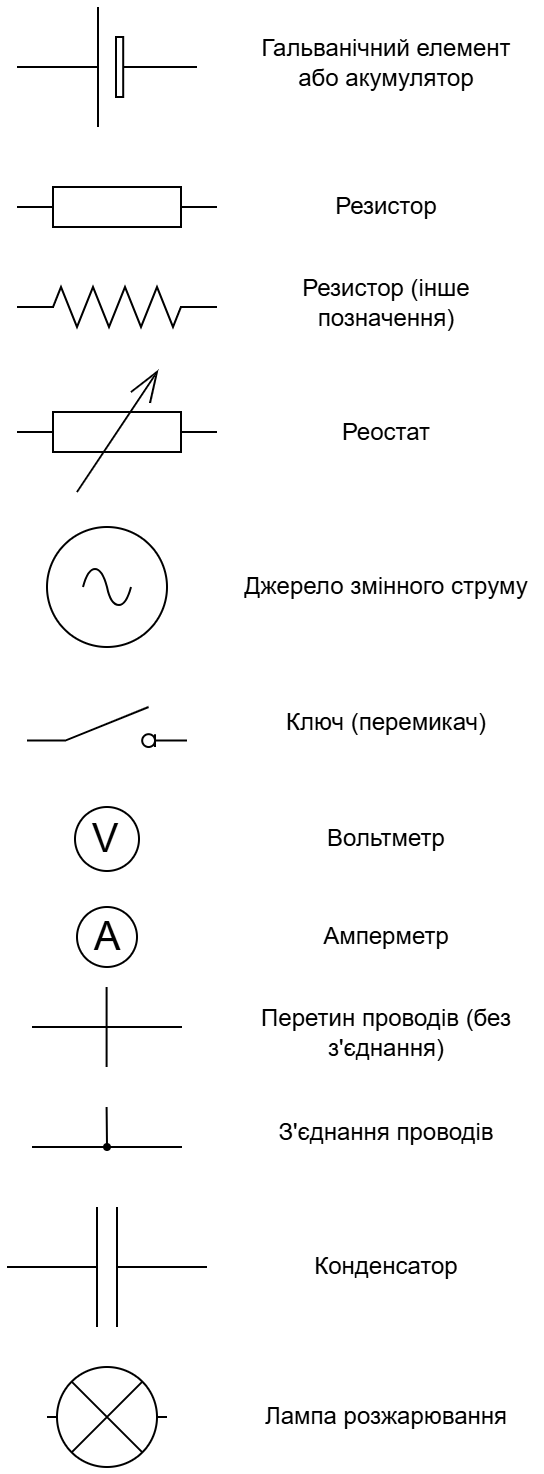 Гальванічний елемент
або акумулятор
Резистор
Резистор (інше
позначення)
Реостат
Джерело змінного струму
Ключ (перемикач)
V
Вольтметр
A
Амперметр
Перетин проводів (без
з'єднання)
З'єднання проводів
Конденсатор
Лампа розжарювання